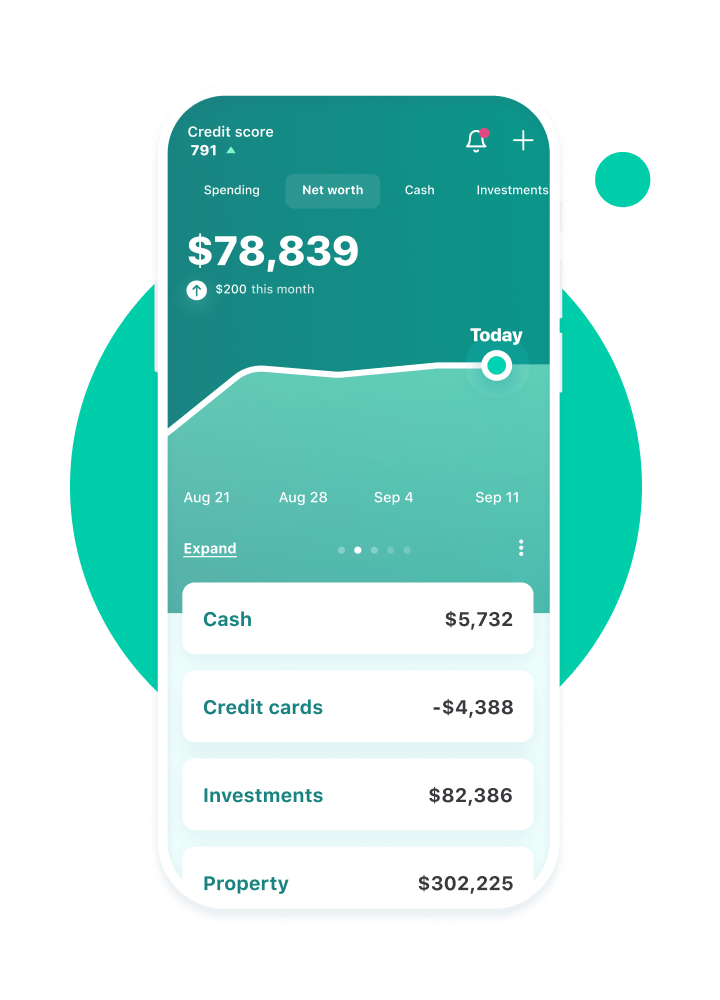 Credit score
791
Spending Net worth Cash Investments
$78,839
$200 this month
Today
Aug 21 Aug 28 Sep 4 Sep 11
Expand
Cash $5,732
Credit cards -$4,388
Investments $82,386
Property $302,225